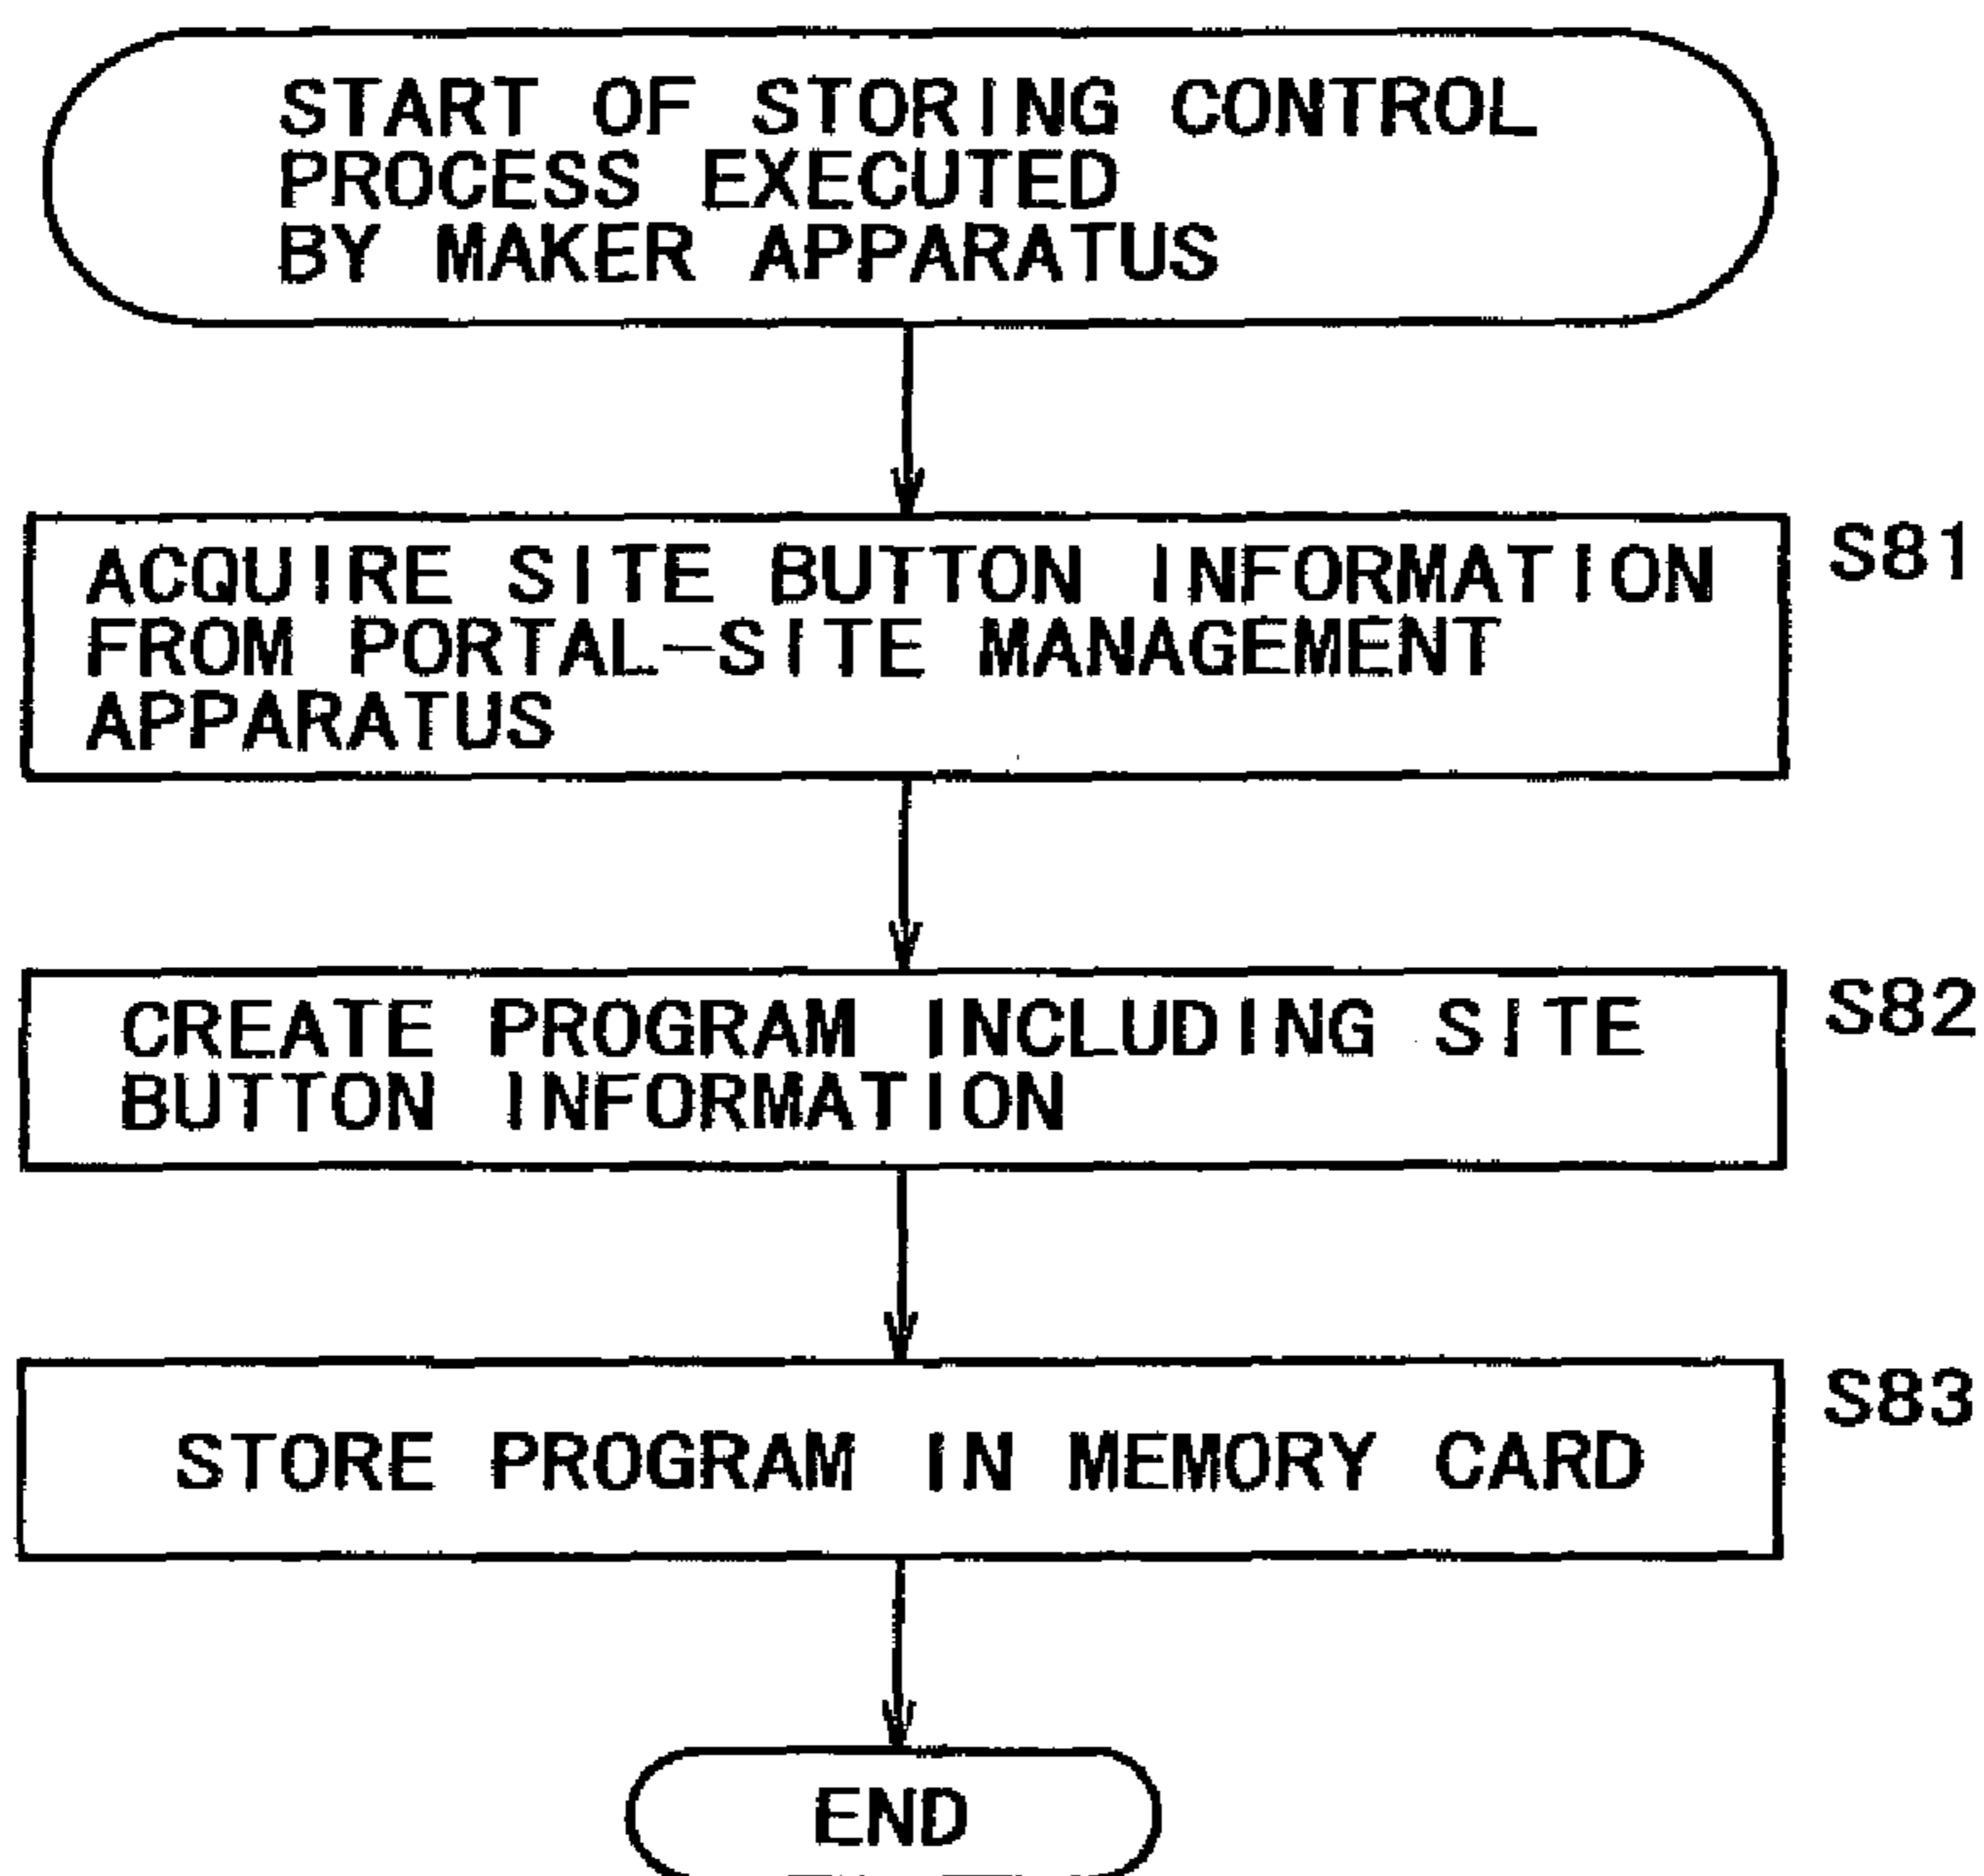 START OF STORING CONTROL
PROCESS EXECUTED
BY MAKER APPARATUS
ACQUIRE SITE BUTTON INFORMATION
FROM PORTAL-SITE MANAGEMENT
APPARATUS
S81
CREATE PROGRAM INCLUDING SITE
BUTTON INFORMATION
S82
STORE PROGRAM IN MEMORY CARD
S83
END